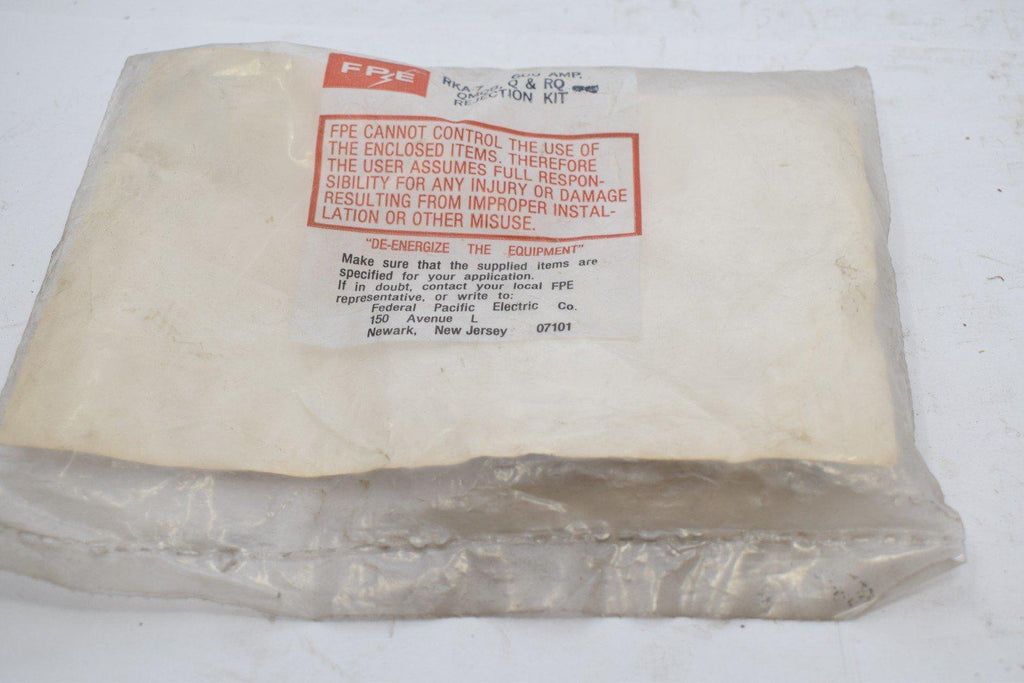 FPE
600 AMP.
Q & RQ
REJECTION KIT
FPE CANNOT CONTROL THE USE OF
THE ENCLOSED ITEMS. THEREFORE
THE USER ASSUMES FULL RESPON-
SIBILITY FOR ANY INJURY OR DAMAGE
RESULTING FROM IMPROPER INSTAL-
LATION OR OTHER MISUSE.
"DE-ENERGIZE THE EQUIPMENT"
Make sure that the supplied items are
specified for your application.
If in doubt, contact your local FPE
representative, or write to:
Federal Pacific Electric Co.
150 Avenue L
Newark, New Jersey 07101